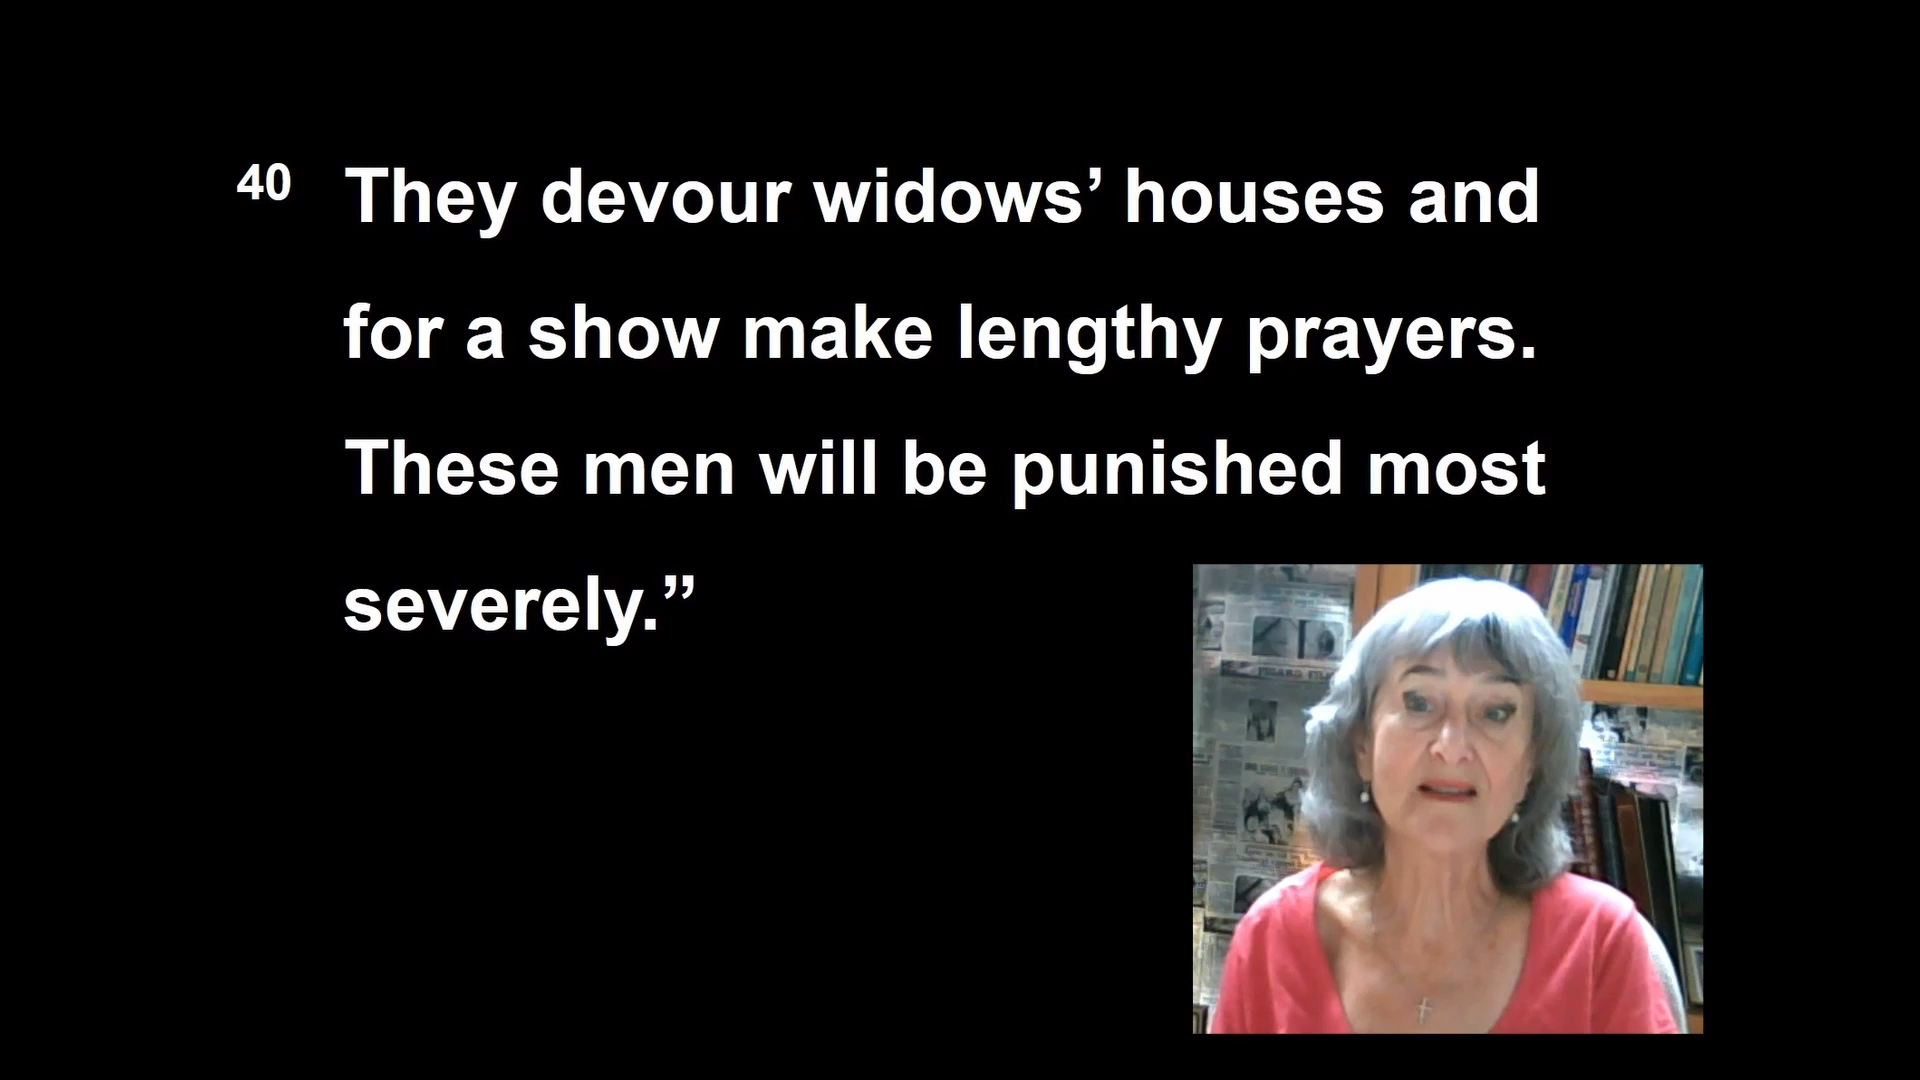 40 They devour widows’ houses and
for a show make lengthy prayers.
These men will be punished most
severely.”